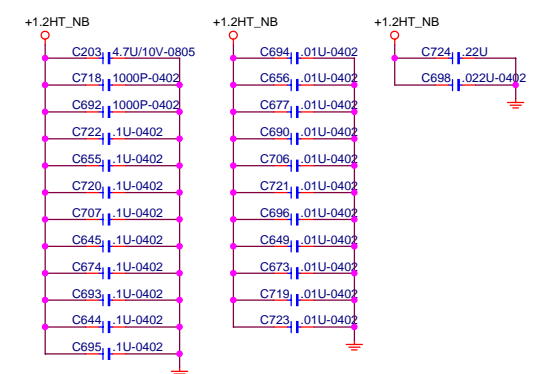 +1.2HT_NB
C203 4.7U/10V-0805
C718 1000P-0402
C692 1000P-0402
C722 .1U-0402
C655 .1U-0402
C720 .1U-0402
C707 .1U-0402
C645 .1U-0402
C674 .1U-0402
C693 .1U-0402
C644 .1U-0402
C695 .1U-0402
+1.2HT_NB
C694 .01U-0402
C656 .01U-0402
C677 .01U-0402
C690 .01U-0402
C706 .01U-0402
C721 .01U-0402
C696 .01U-0402
C649 .01U-0402
C673 .01U-0402
C719 .01U-0402
C723 .01U-0402
+1.2HT_NB
C724 .22U
C698 .022U-0402